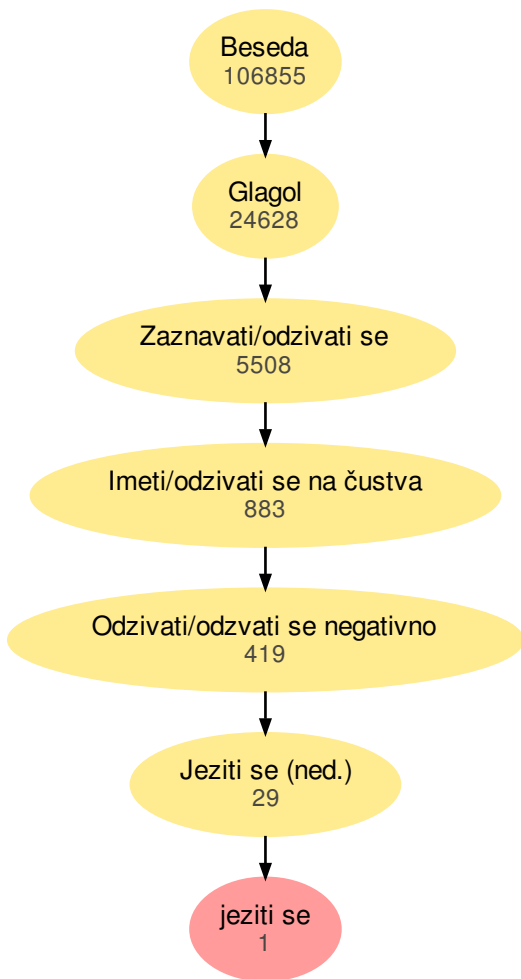 Beseda
106855
Glagol
24628
Zaznavati/odzivati se
5508
Imeti/odzivati se na čustva
883
Odzivati/odzvati se negativno
419
Jeziti se (ned.)
29
jeziti se
1